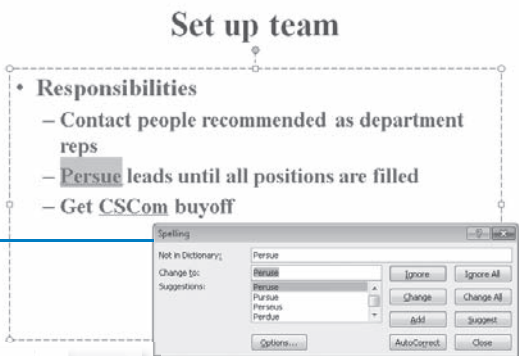 Set up team
• Responsibilities
– Contact people recommended as department
reps
– Persue leads until all positions are filled
– Get CSCom buyoff
Spelling
Not in Dictionary: Persue
Change to: Peruse
Suggestions: Peruse
Pursue
Perseus
Perdue
Ignore Ignore All
Change Change All
Add Suggest
Options... AutoCorrect Close